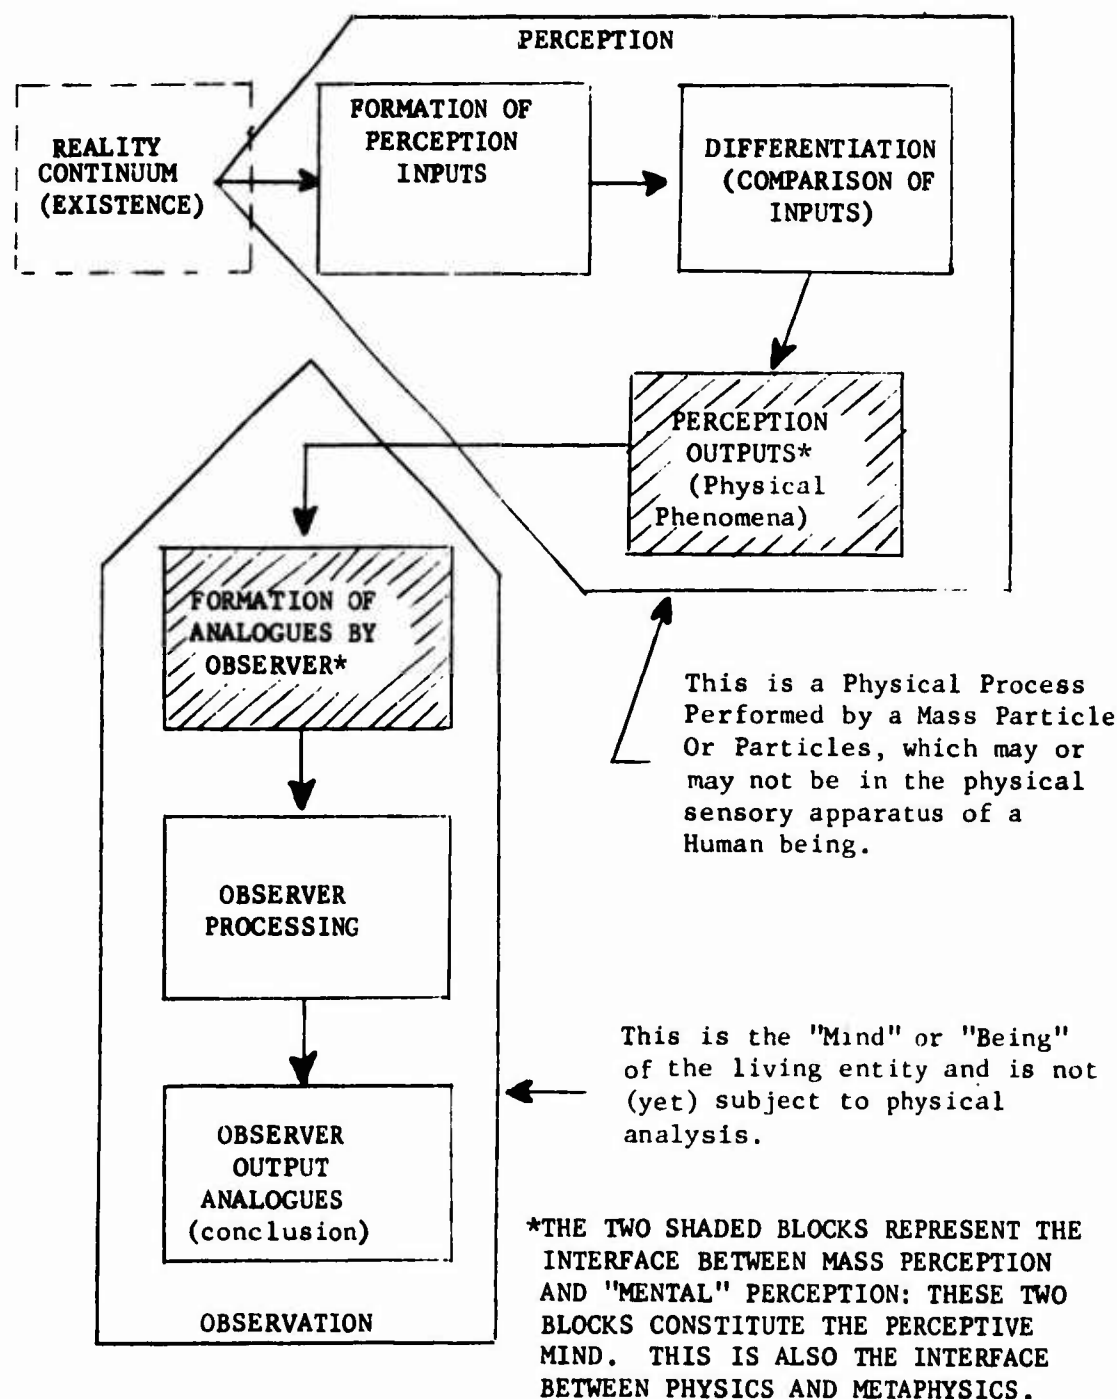 PERCEPTION
REALITY
CONTINUUM
(EXISTENCE)
FORMATION OF
PERCEPTION
INPUTS
DIFFERENTIATION
(COMPARISON OF
INPUTS)
PERCEPTION
OUTPUTS*
(Physical
Phenomena)
FORMATION OF
ANALOGUES BY
OBSERVER*
This is a Physical Process
Performed by a Mass Particle
Or Particles, which may or
may not be in the physical
sensory apparatus of a
Human being.
OBSERVER
PROCESSING
This is the "Mind" or "Being"
of the living entity and is not
(yet) subject to physical
analysis.
OBSERVER
OUTPUT
ANALOGUES
(conclusion)
OBSERVATION
*THE TWO SHADED BLOCKS REPRESENT THE
INTERFACE BETWEEN MASS PERCEPTION
AND "MENTAL" PERCEPTION: THESE TWO
BLOCKS CONSTITUTE THE PERCEPTIVE
MIND. THIS IS ALSO THE INTERFACE
BETWEEN PHYSICS AND METAPHYSICS.